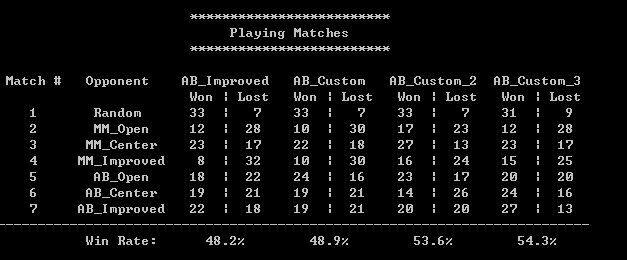 *************************
Playing Matches
*************************
Match # Opponent AB_Improved AB_Custom AB_Custom_2 AB_Custom_3
Won | Lost Won | Lost Won | Lost Won | Lost
1 Random 33 | 7 33 | 7 33 | 7 31 | 9
2 MM_Open 12 | 28 10 | 30 17 | 23 12 | 28
3 MM_Center 23 | 17 22 | 18 27 | 13 23 | 17
4 MM_Improved 8 | 32 10 | 30 16 | 24 15 | 25
5 AB_Open 18 | 22 24 | 16 23 | 17 20 | 20
6 AB_Center 19 | 21 19 | 21 14 | 26 24 | 16
7 AB_Improved 22 | 18 19 | 21 20 | 20 27 | 13
--------------------------------------------------------------------------
Win Rate: 48.2% 48.9% 53.6% 54.3%